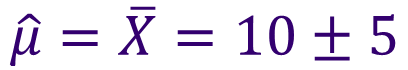 μ̂ = X̄ = 10 ± 5